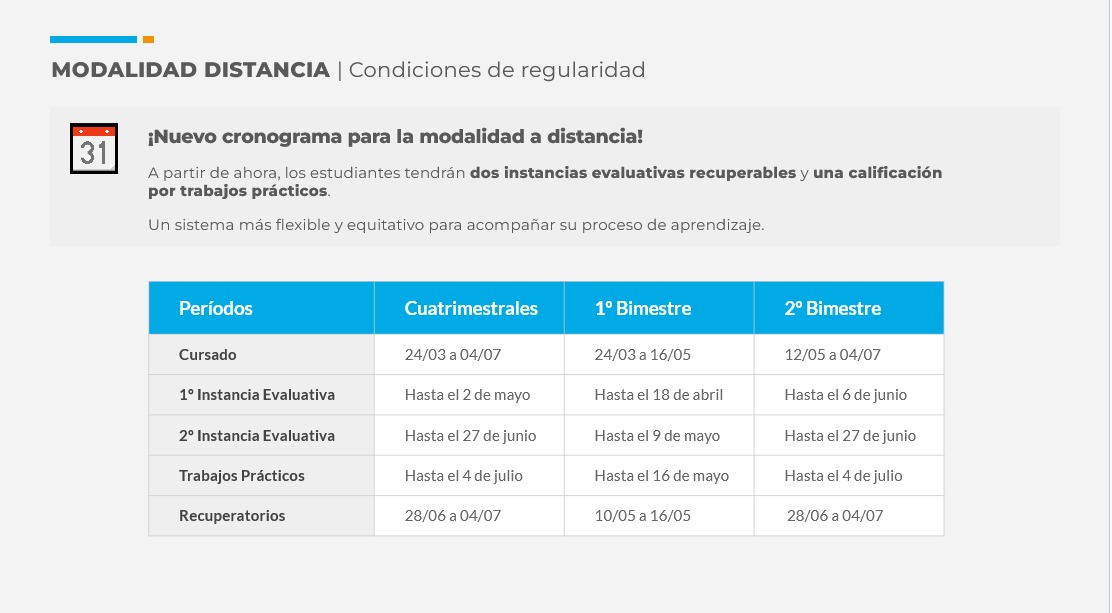 MODALIDAD DISTANCIA | Condiciones de regularidad
31
¡Nuevo cronograma para la modalidad a distancia!
A partir de ahora, los estudiantes tendrán dos instancias evaluativas recuperables y una calificación
por trabajos prácticos.
Un sistema más flexible y equitativo para acompañar su proceso de aprendizaje.
Períodos Cuatrimestrales 1º Bimestre 2º Bimestre
Cursado 24/03 a 04/07 24/03 a 16/05 12/05 a 04/07
1º Instancia Evaluativa Hasta el 2 de mayo Hasta el 18 de abril Hasta el 6 de junio
2º Instancia Evaluativa Hasta el 27 de junio Hasta el 9 de mayo Hasta el 27 de junio
Trabajos Prácticos Hasta el 4 de julio Hasta el 16 de mayo Hasta el 4 de julio
Recuperatorios 28/06 a 04/07 10/05 a 16/05 28/06 a 04/07